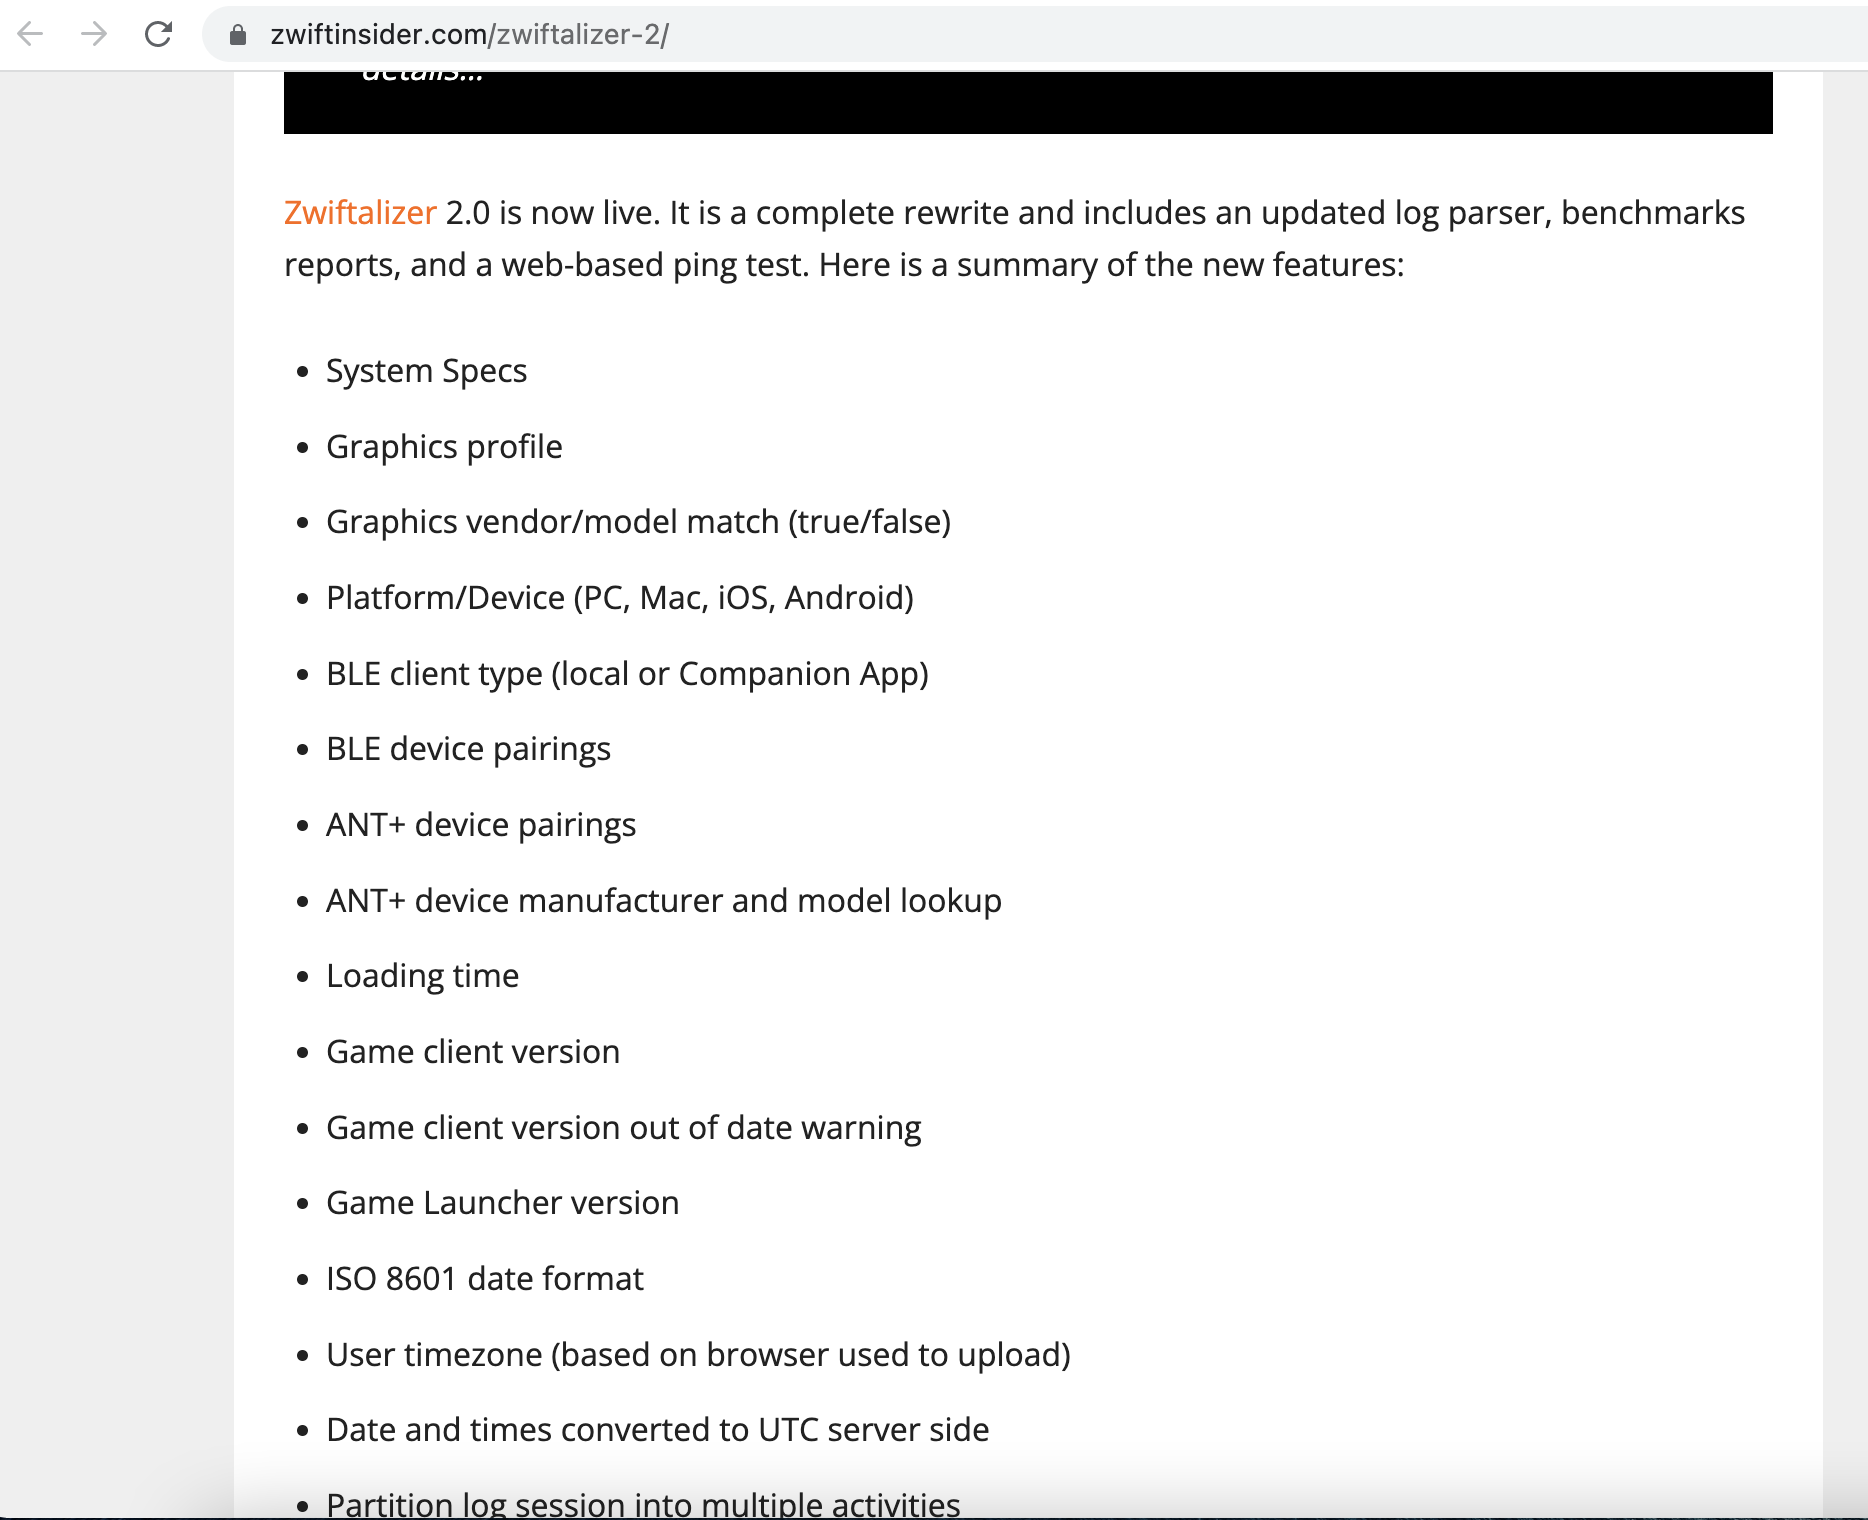 zwiftinsider.com/zwiftalizer-2/
details...
Zwiftalizer 2.0 is now live. It is a complete rewrite and includes an updated log parser, benchmarks
reports, and a web-based ping test. Here is a summary of the new features:
• System Specs
• Graphics profile
• Graphics vendor/model match (true/false)
• Platform/Device (PC, Mac, iOS, Android)
• BLE client type (local or Companion App)
• BLE device pairings
• ANT+ device pairings
• ANT+ device manufacturer and model lookup
• Loading time
• Game client version
• Game client version out of date warning
• Game Launcher version
• ISO 8601 date format
• User timezone (based on browser used to upload)
• Date and times converted to UTC server side
• Partition log session into multiple activities